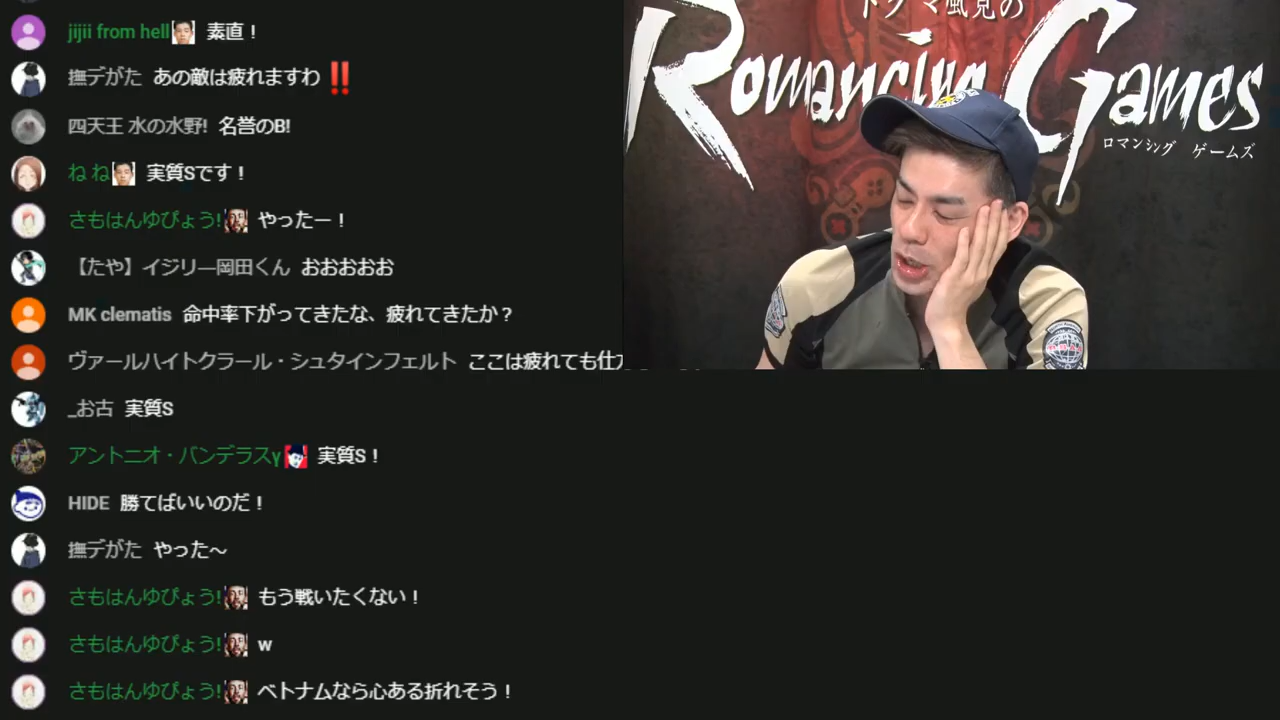 jijii from hell 素直！
撫デがた あの敵は疲れますわ‼️
四天王 水の水野! 名誉のB!
ねね 実質Sです！
さもはんゆぴょう! やったー！
【たや】イジリー岡田くん おおおおお
MK clematis 命中率下がってきたな、疲れてきたか？
ヴァールハイトクラール・シュタインフェルト ここは疲れても仕
_お古 実質S
アントニオ・バンデラスγ 実質S！
HIDE 勝てばいいのだ！
撫デがた やった〜
さもはんゆぴょう! もう戦いたくない！
さもはんゆぴょう! w
さもはんゆぴょう! ベトナムなら心ある折れそう！
ドグマ風見の
Romancing Games
ロマンシング ゲームズ